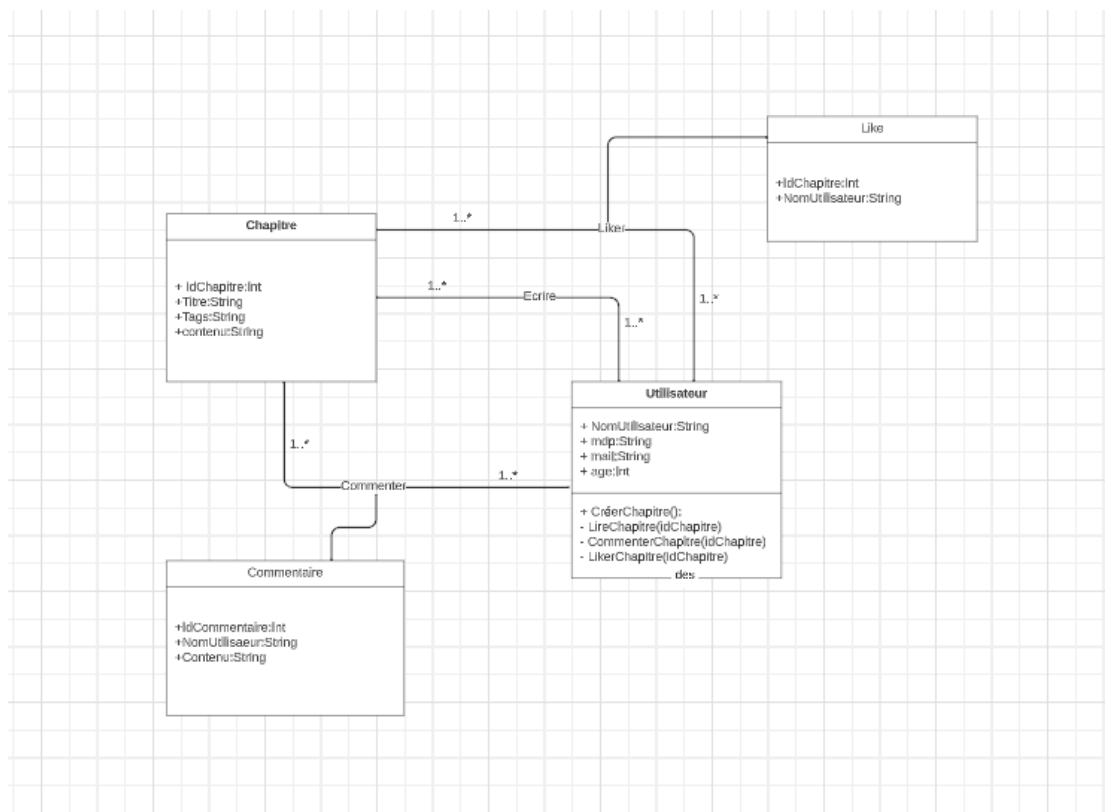 Like
+IdChapitre:Int
+NomUtilisateur:String
Chapitre
+ IdChapitre:Int
+Titre:String
+Tags:String
+contenu:String
1..*
Liker
1..*
1..*
Ecrire
1..*
Utilisateur
+ NomUtilisateur:String
+ mdp:String
+ mail:String
+ age:Int
+ CréerChapitre():
- LireChapitre(idChapitre)
- CommenterChapitre(idChapitre)
- LikerChapitre(idChapitre)
des
1..*
Commenter
1..*
Commentaire
+IdCommentaire:Int
+NomUtilisaeur:String
+Contenu:String